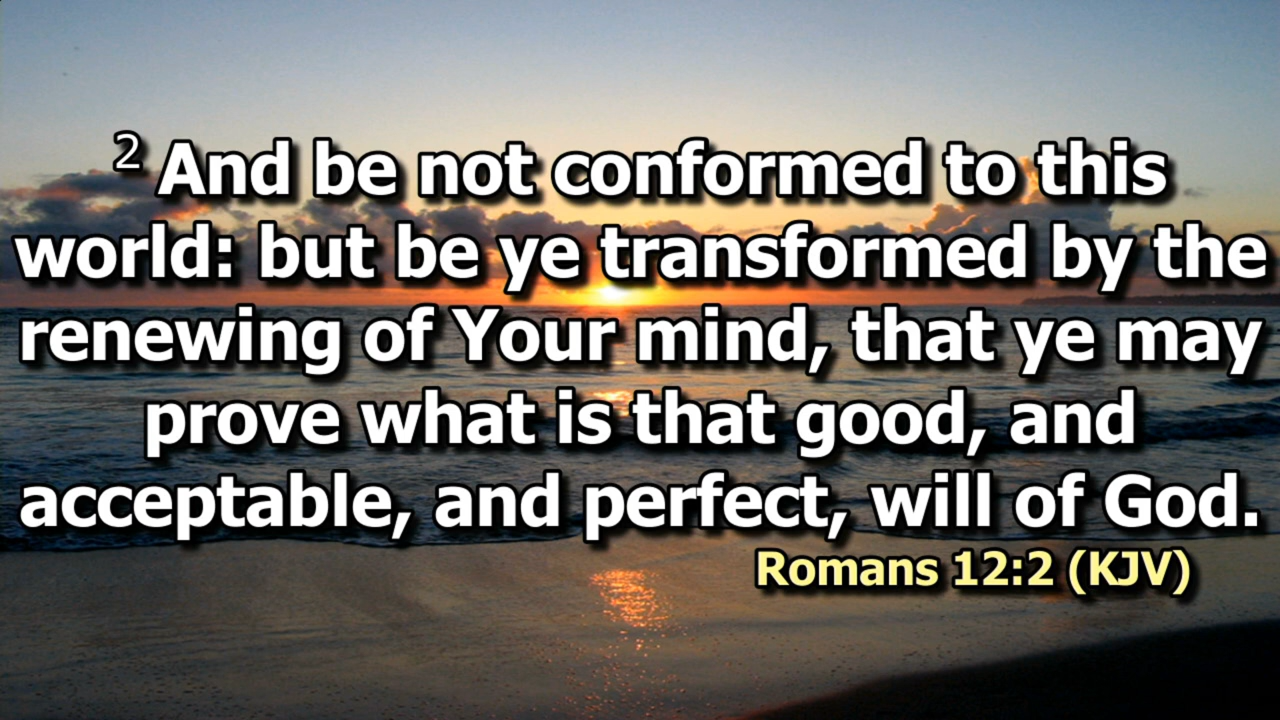 ² And be not conformed to this
world: but be ye transformed by the
renewing of Your mind, that ye may
prove what is that good, and
acceptable, and perfect, will of God.
Romans 12:2 (KJV)